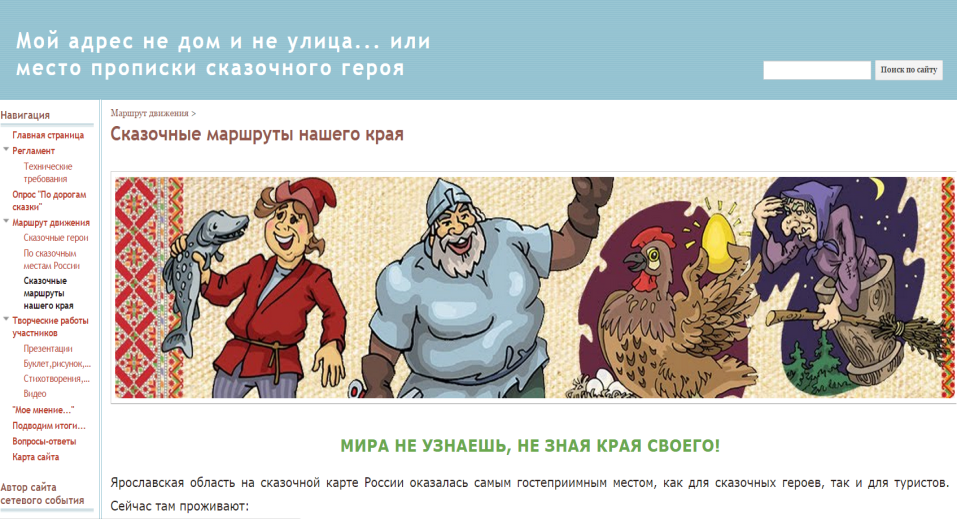 Мой адрес не дом и не улица... или
место прописки сказочного героя
Поиск по сайту
Навигация
Главная страница
Регламент
Технические
требования
Опрос "По дорогам
сказки"
Маршрут движения
Сказочные герои
По сказочным
местам России
Сказочные
маршруты
нашего края
Творческие работы
участников
Презентации
Буклет,рисунок,...
Стихотворения,...
Видео
"Мое мнение..."
Подводим итоги...
Вопросы-ответы
Карта сайта
Автор сайта
сетевого события
Маршрут движения >
Сказочные маршруты нашего края
МИРА НЕ УЗНАЕШЬ, НЕ ЗНАЯ КРАЯ СВОЕГО!
Ярославская область на сказочной карте России оказалась самым гостеприимным местом, как для сказочных героев, так и для туристов.
Сейчас там проживают: